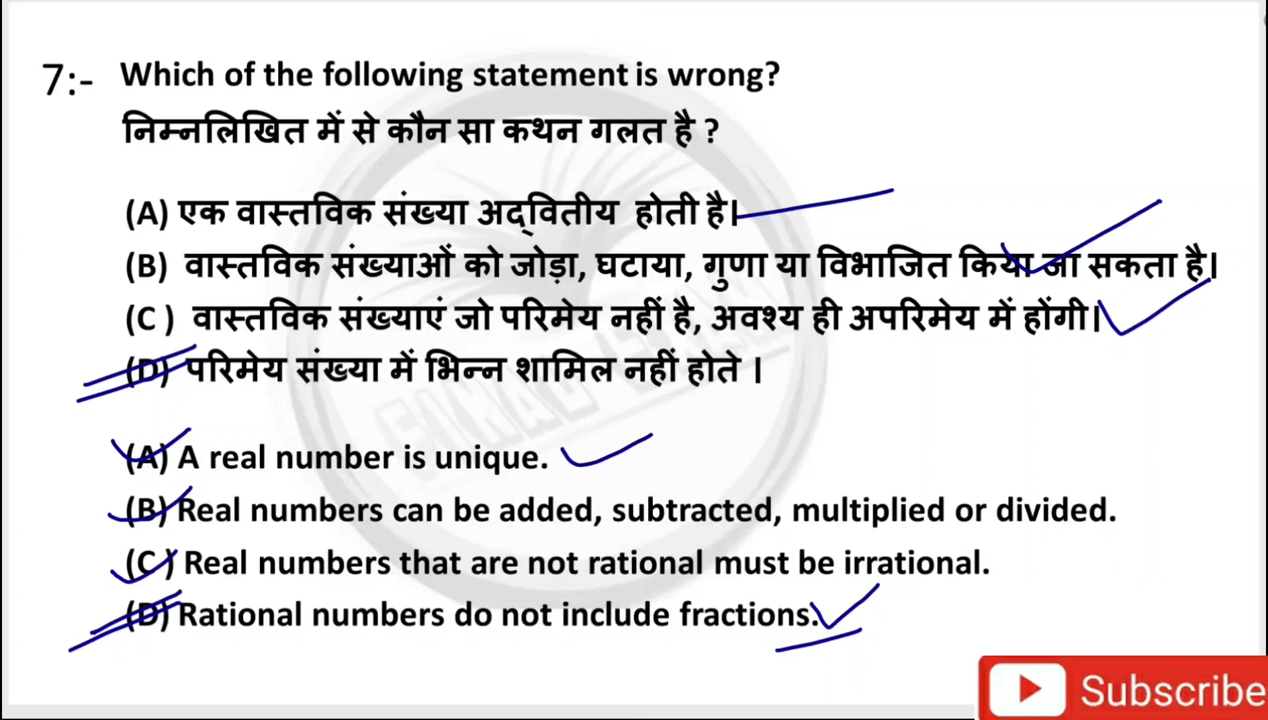 7:- Which of the following statement is wrong?
निम्नलिखित में से कौन सा कथन गलत है ?
(A) एक वास्तविक संख्या अद्वितीय होती है।
(B) वास्तविक संख्याओं को जोड़ा, घटाया, गुणा या विभाजित किया जा सकता है।
(C ) वास्तविक संख्याएं जो परिमेय नहीं है, अवश्य ही अपरिमेय में होंगी।
(D) परिमेय संख्या में भिन्न शामिल नहीं होते ।
(A) A real number is unique.
(B) Real numbers can be added, subtracted, multiplied or divided.
(C ) Real numbers that are not rational must be irrational.
(D) Rational numbers do not include fractions.
Subscribe